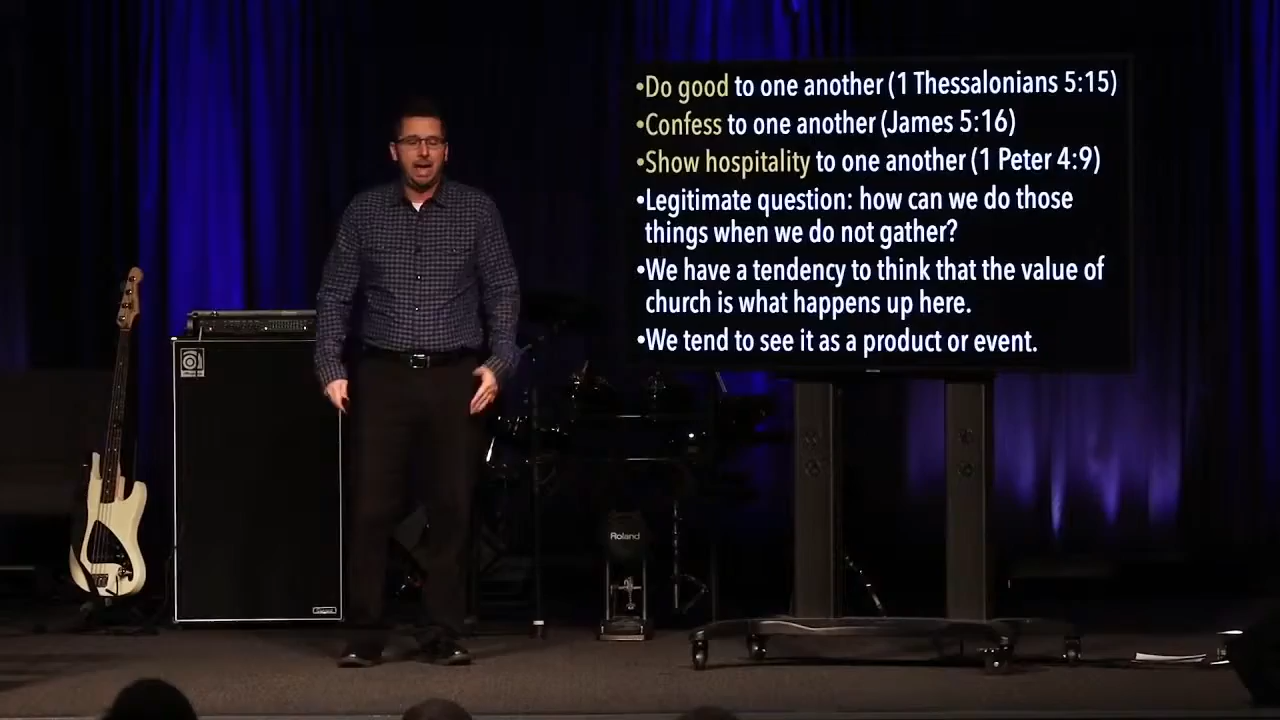 •Do good to one another (1 Thessalonians 5:15)
•Confess to one another (James 5:16)
•Show hospitality to one another (1 Peter 4:9)
•Legitimate question: how can we do those
things when we do not gather?
•We have a tendency to think that the value of
church is what happens up here.
•We tend to see it as a product or event.
Roland